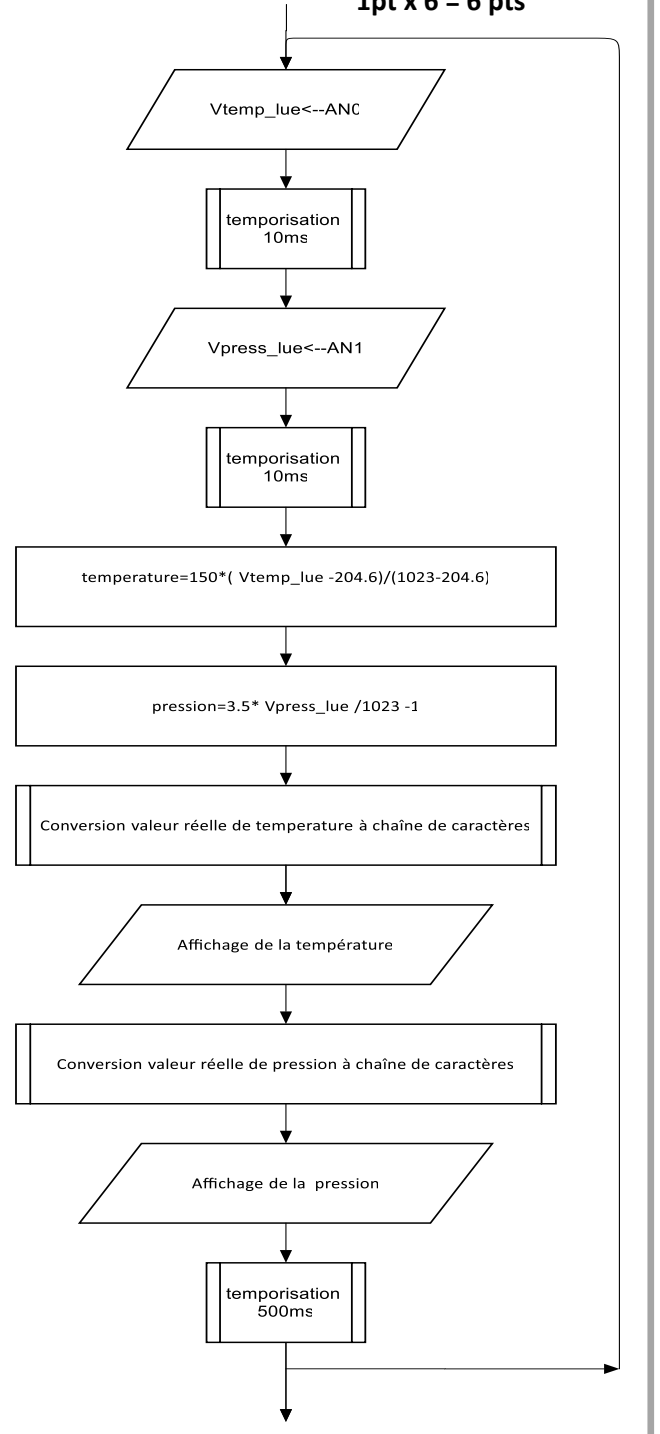 1pt x 6 = 6 pts
Vtemp_lue<--AN0
temporisation
10ms
Vpress_lue<--AN1
temporisation
10ms
temperature=150*( Vtemp_lue -204.6)/(1023-204.6)
pression=3.5* Vpress_lue /1023 -1
Conversion valeur réelle de temperature à chaîne de caractères
Affichage de la température
Conversion valeur réelle de pression à chaîne de caractères
Affichage de la pression
temporisation
500ms